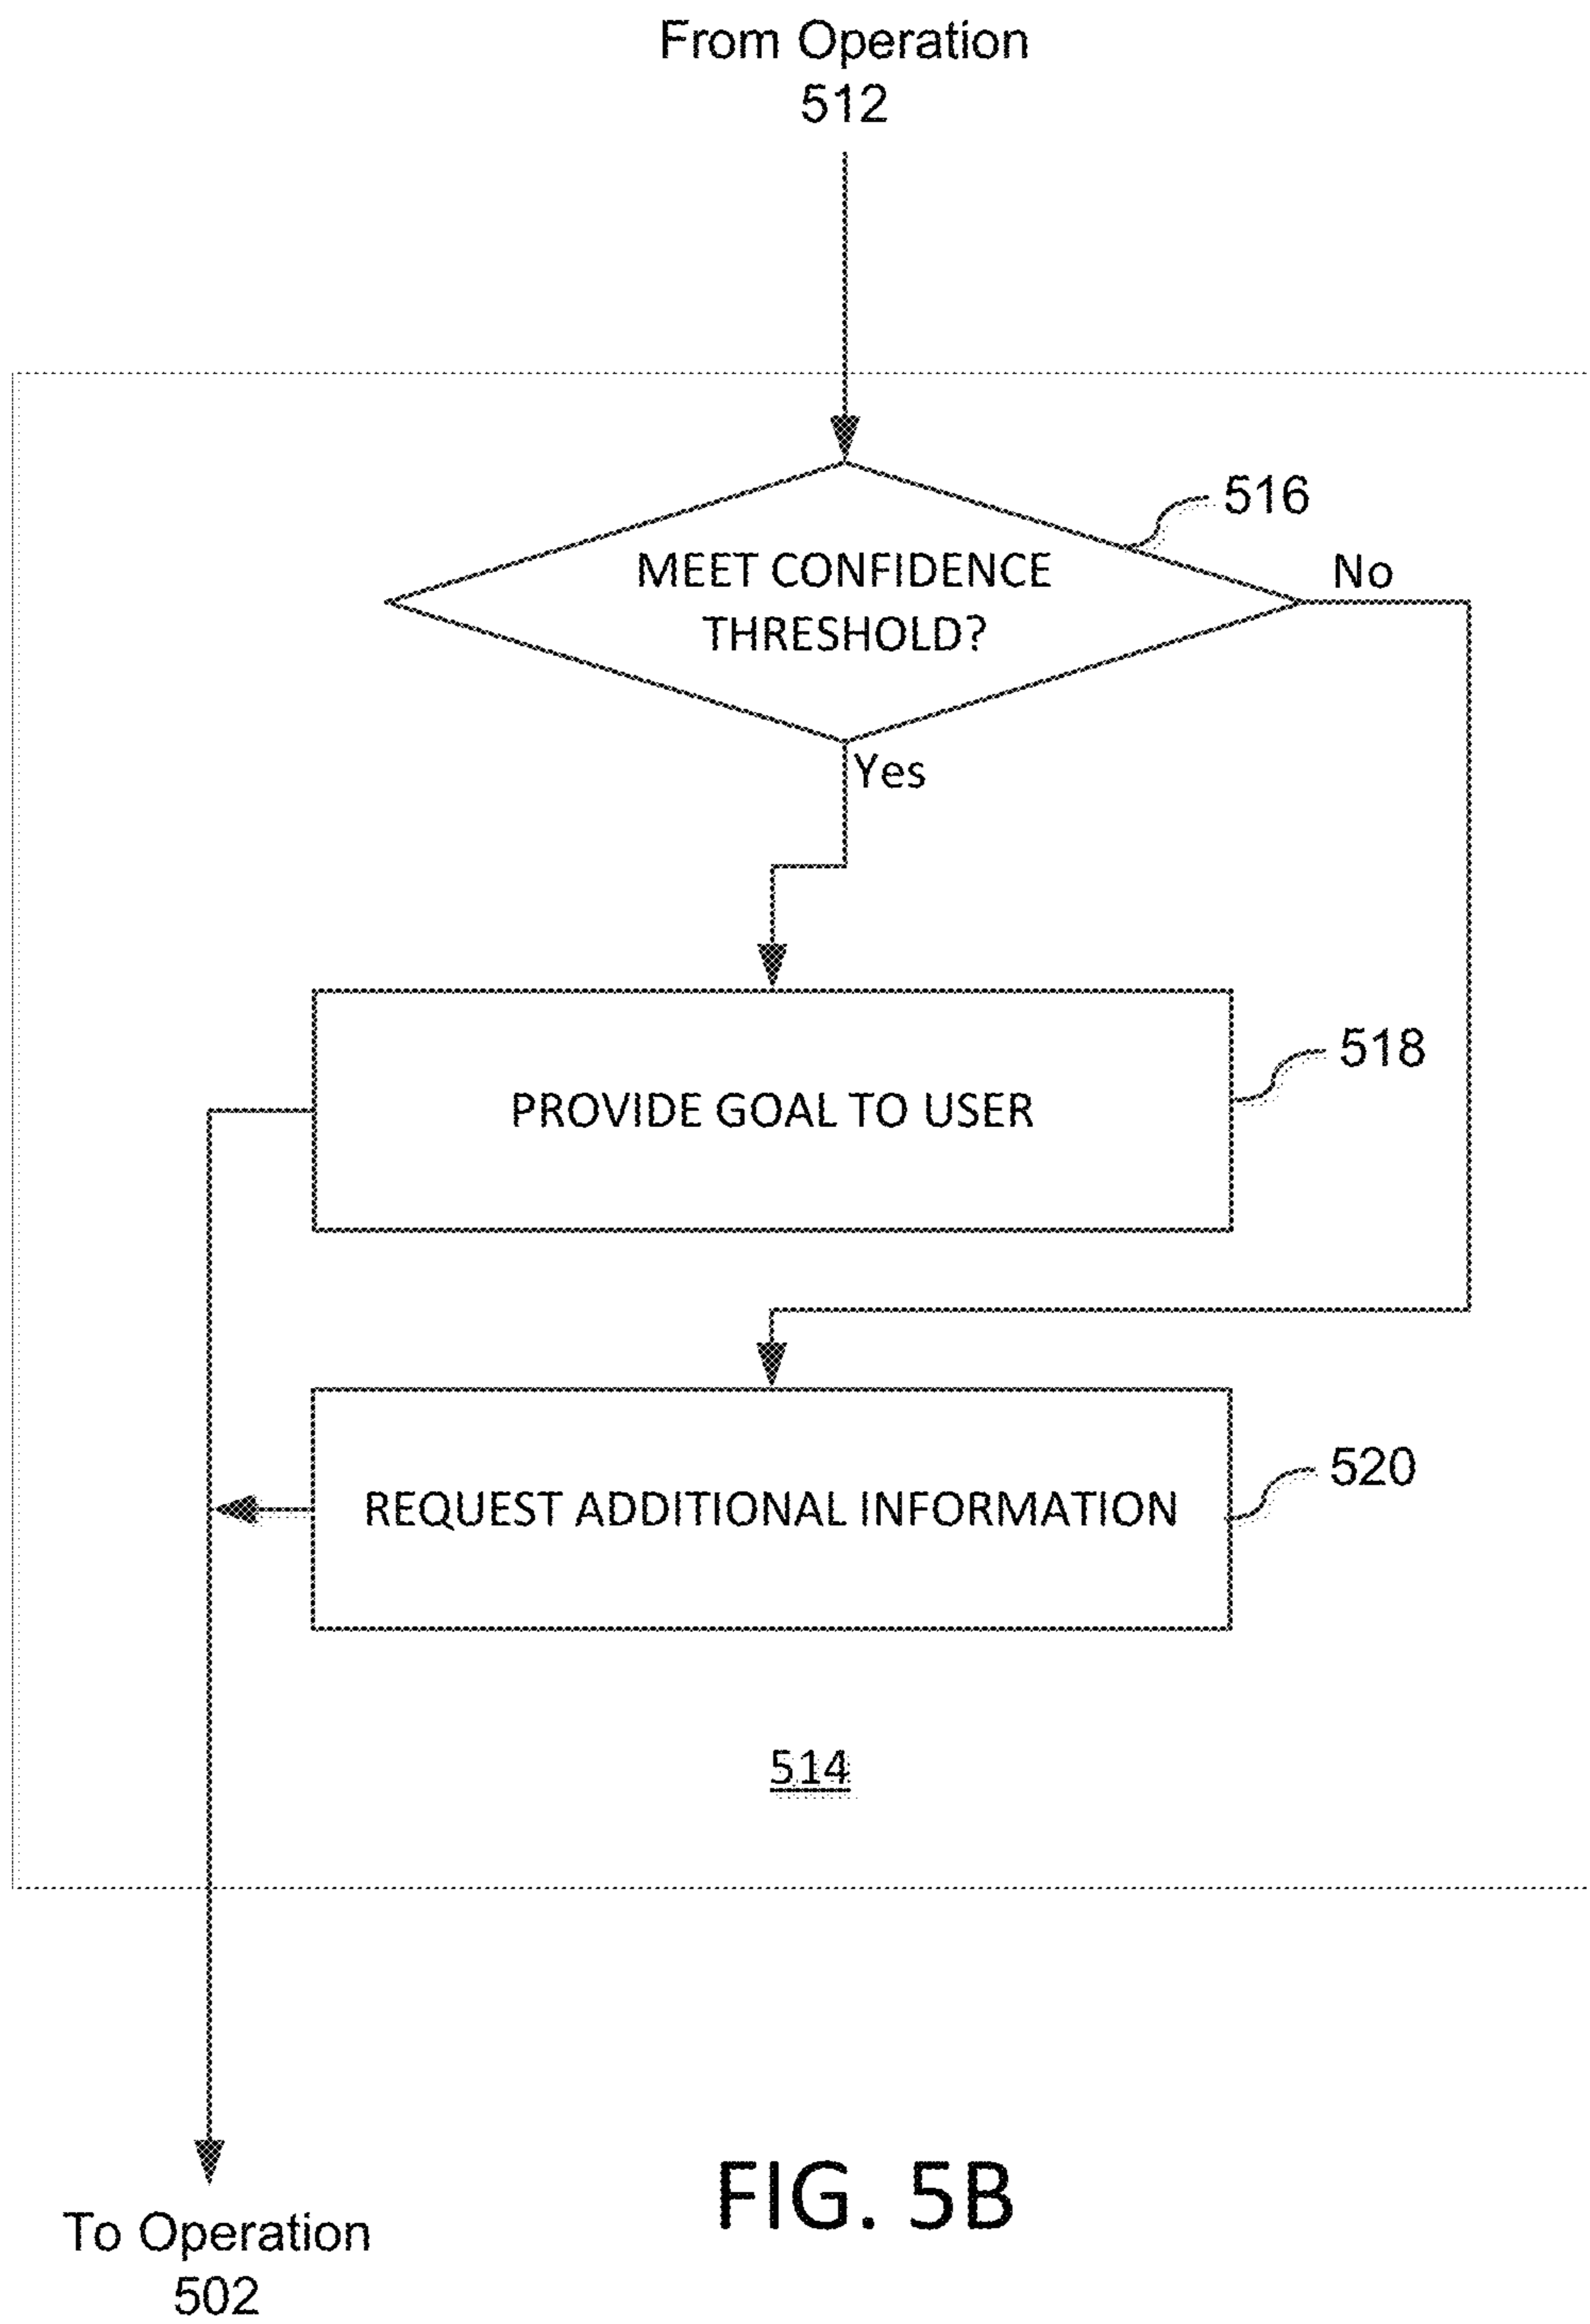 From Operation
512
516
MEET CONFIDENCE
THRESHOLD?
No
Yes
518
PROVIDE GOAL TO USER
520
REQUEST ADDITIONAL INFORMATION
514
FIG. 5B
To Operation
502